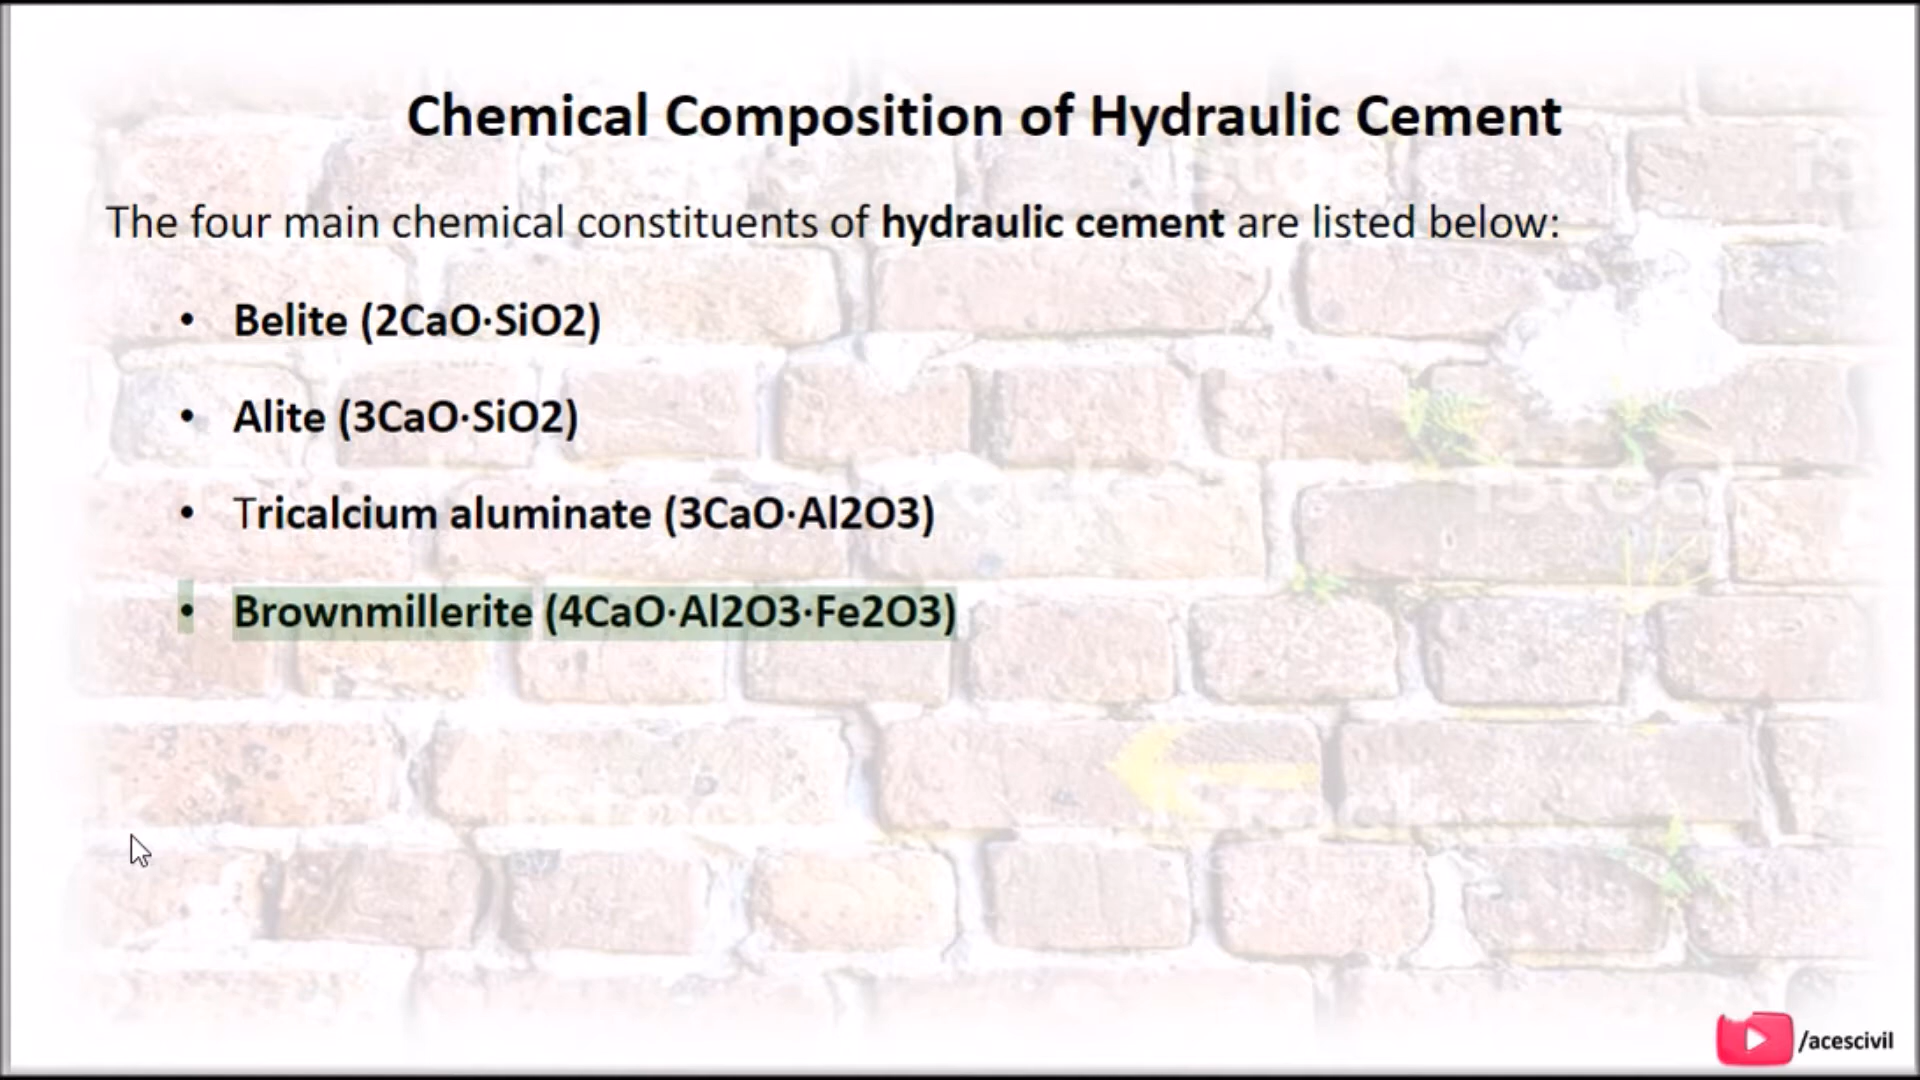 Chemical Composition of Hydraulic Cement
The four main chemical constituents of hydraulic cement are listed below:
• Belite (2CaO·SiO2)
• Alite (3CaO·SiO2)
• Tricalcium aluminate (3CaO·Al2O3)
• Brownmillerite (4CaO·Al2O3·Fe2O3)
/acescivil